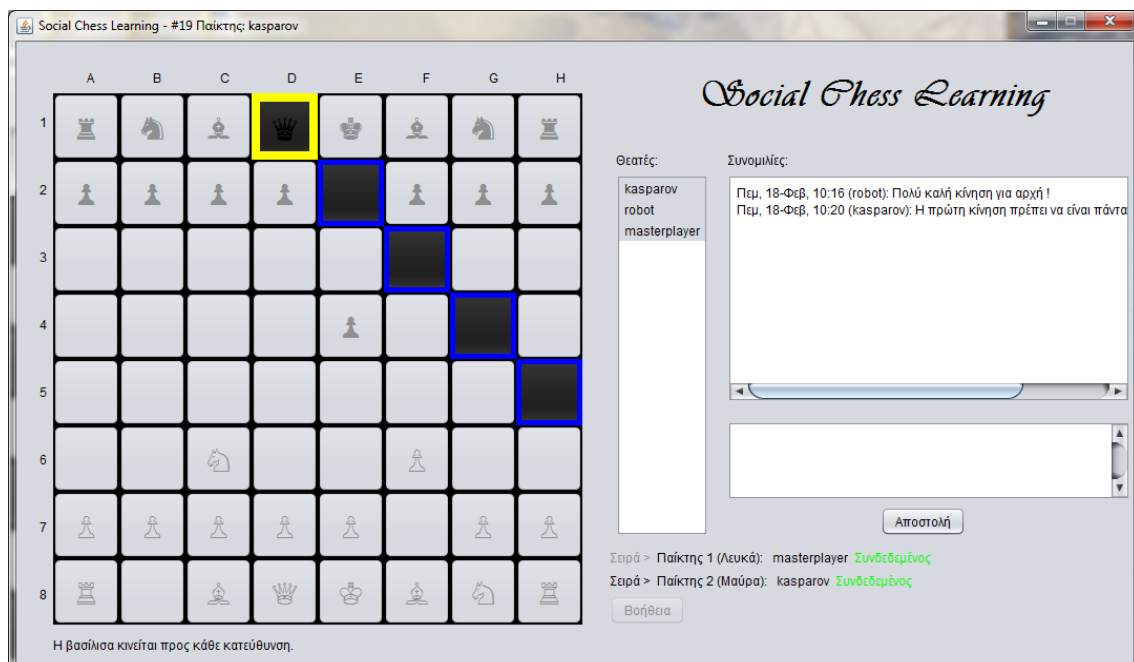 Social Chess Learning - #19 Παίκτης: kasparov
A B C D E F G H
Social Chess Learning
1
Θεατές: Συνομιλίες:
2
kasparov
robot
masterplayer
Πεμ, 18-Φεβ, 10:16 (robot): Πολύ καλή κίνηση για αρχή !
Πεμ, 18-Φεβ, 10:20 (kasparov): Η πρώτη κίνηση πρέπει να είναι πάντα
3
4
5
6
7
Αποστολή
Σειρά > Παίκτης 1 (Λευκά): masterplayer Συνδεδεμένος
Σειρά > Παίκτης 2 (Μαύρα): kasparov Συνδεδεμένος
8
Βοήθεια
Η βασίλισα κινείται προς κάθε κατεύθυνση.